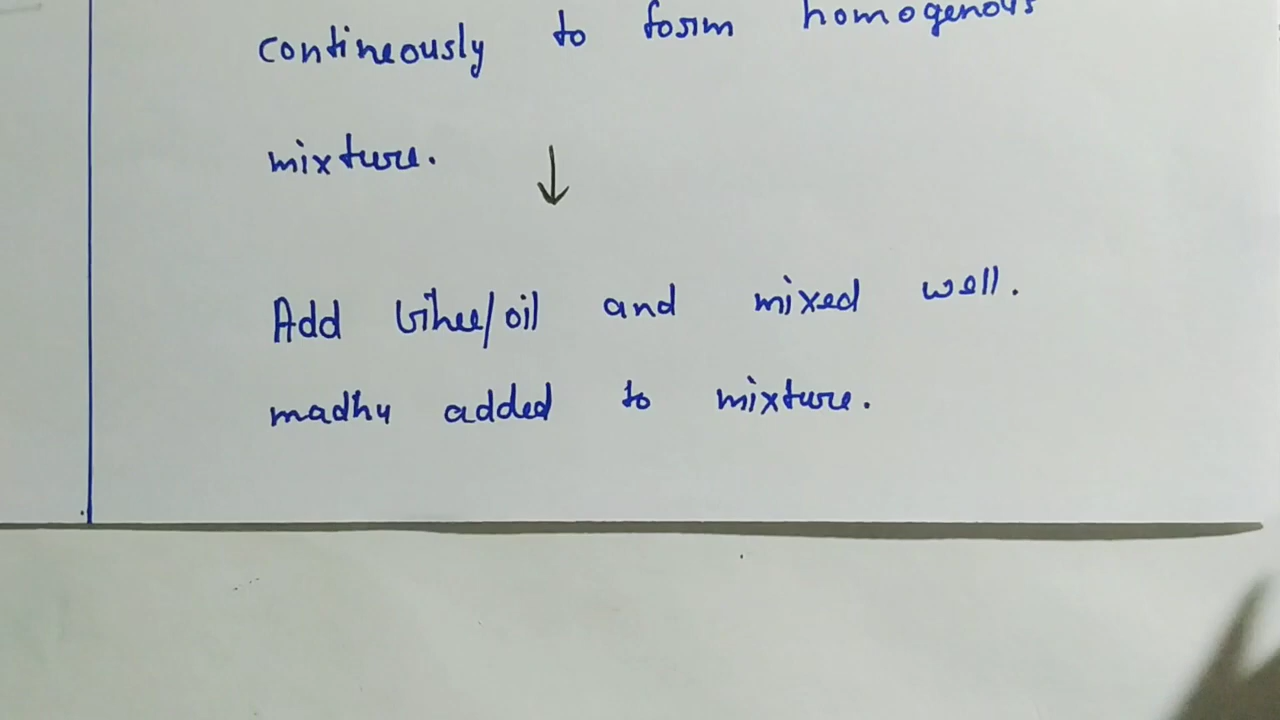 contineously to form homogenous
mixture. ↓
Add Ghee/oil and mixed well.
madhu added to mixture.